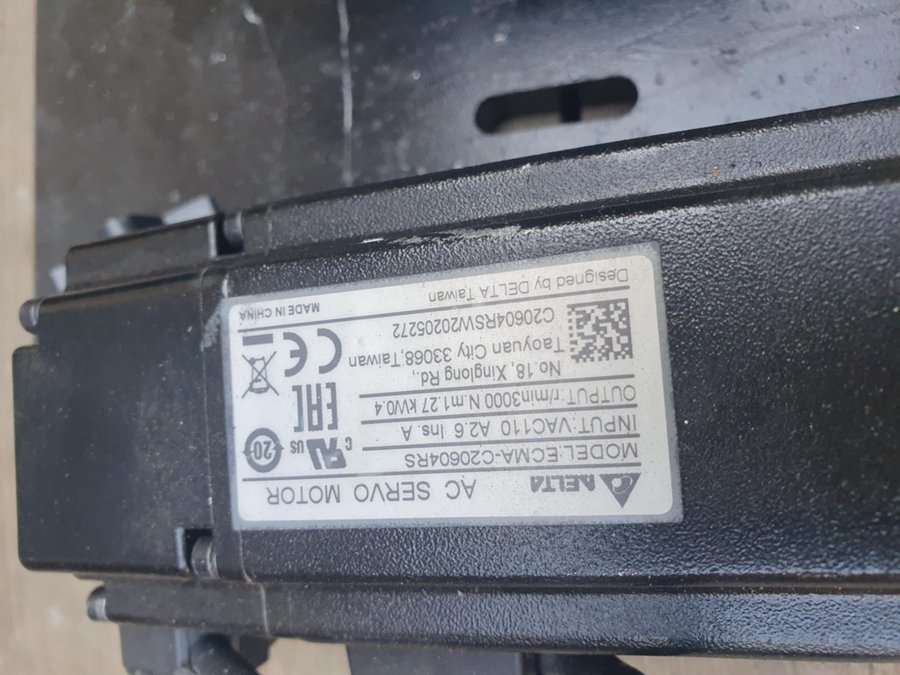 DELTA
AC SERVO MOTOR
MODEL:ECMA-C20604RS
INPUT:VAC110 A2.6 Ins. A
OUTPUT:r/min3000 N.m1.27 kW0.4
No.18, Xinglong Rd.,
Taoyuan City 33068,Taiwan
C20604RSW20205272
Designed by DELTA Taiwan
c RU US
20
EAC
CE
MADE IN CHINA